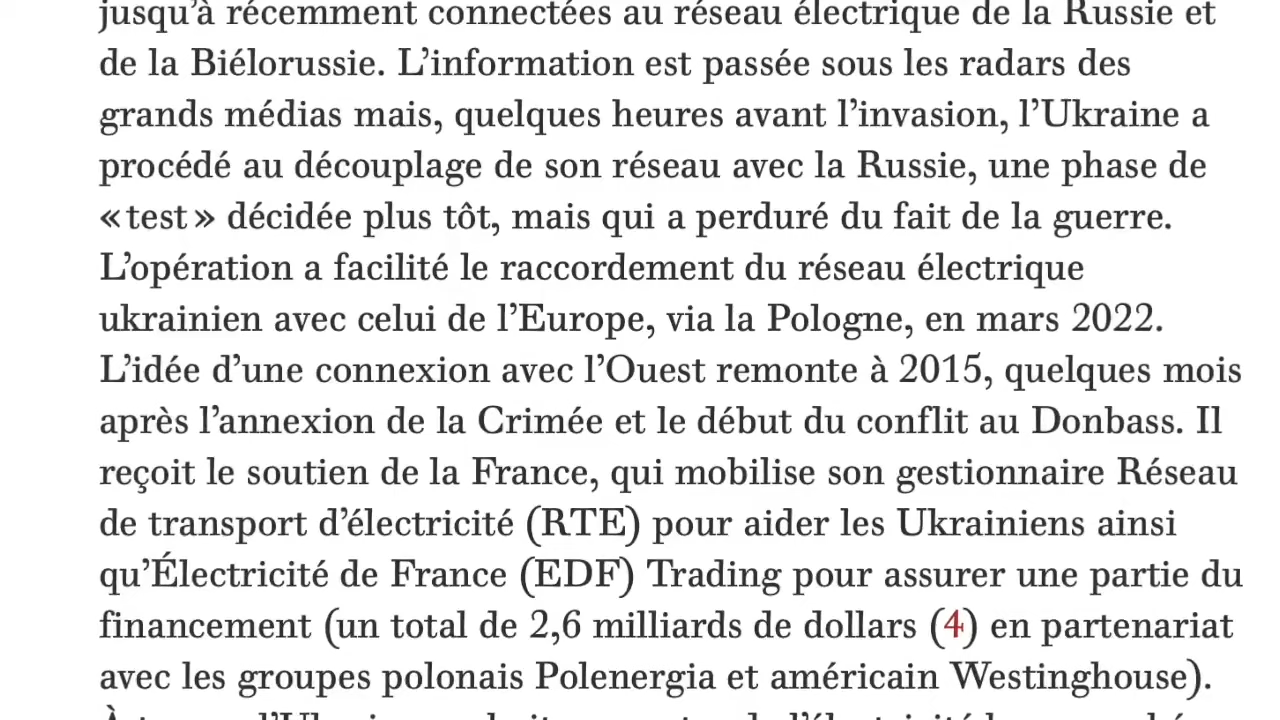 jusqu’à récemment connectées au réseau électrique de la Russie et
de la Biélorussie. L’information est passée sous les radars des
grands médias mais, quelques heures avant l’invasion, l’Ukraine a
procédé au découplage de son réseau avec la Russie, une phase de
« test » décidée plus tôt, mais qui a perduré du fait de la guerre.
L’opération a facilité le raccordement du réseau électrique
ukrainien avec celui de l’Europe, via la Pologne, en mars 2022.
L’idée d’une connexion avec l’Ouest remonte à 2015, quelques mois
après l’annexion de la Crimée et le début du conflit au Donbass. Il
reçoit le soutien de la France, qui mobilise son gestionnaire Réseau
de transport d’électricité (RTE) pour aider les Ukrainiens ainsi
qu’Électricité de France (EDF) Trading pour assurer une partie du
financement (un total de 2,6 milliards de dollars (4) en partenariat
avec les groupes polonais Polenergia et américain Westinghouse).